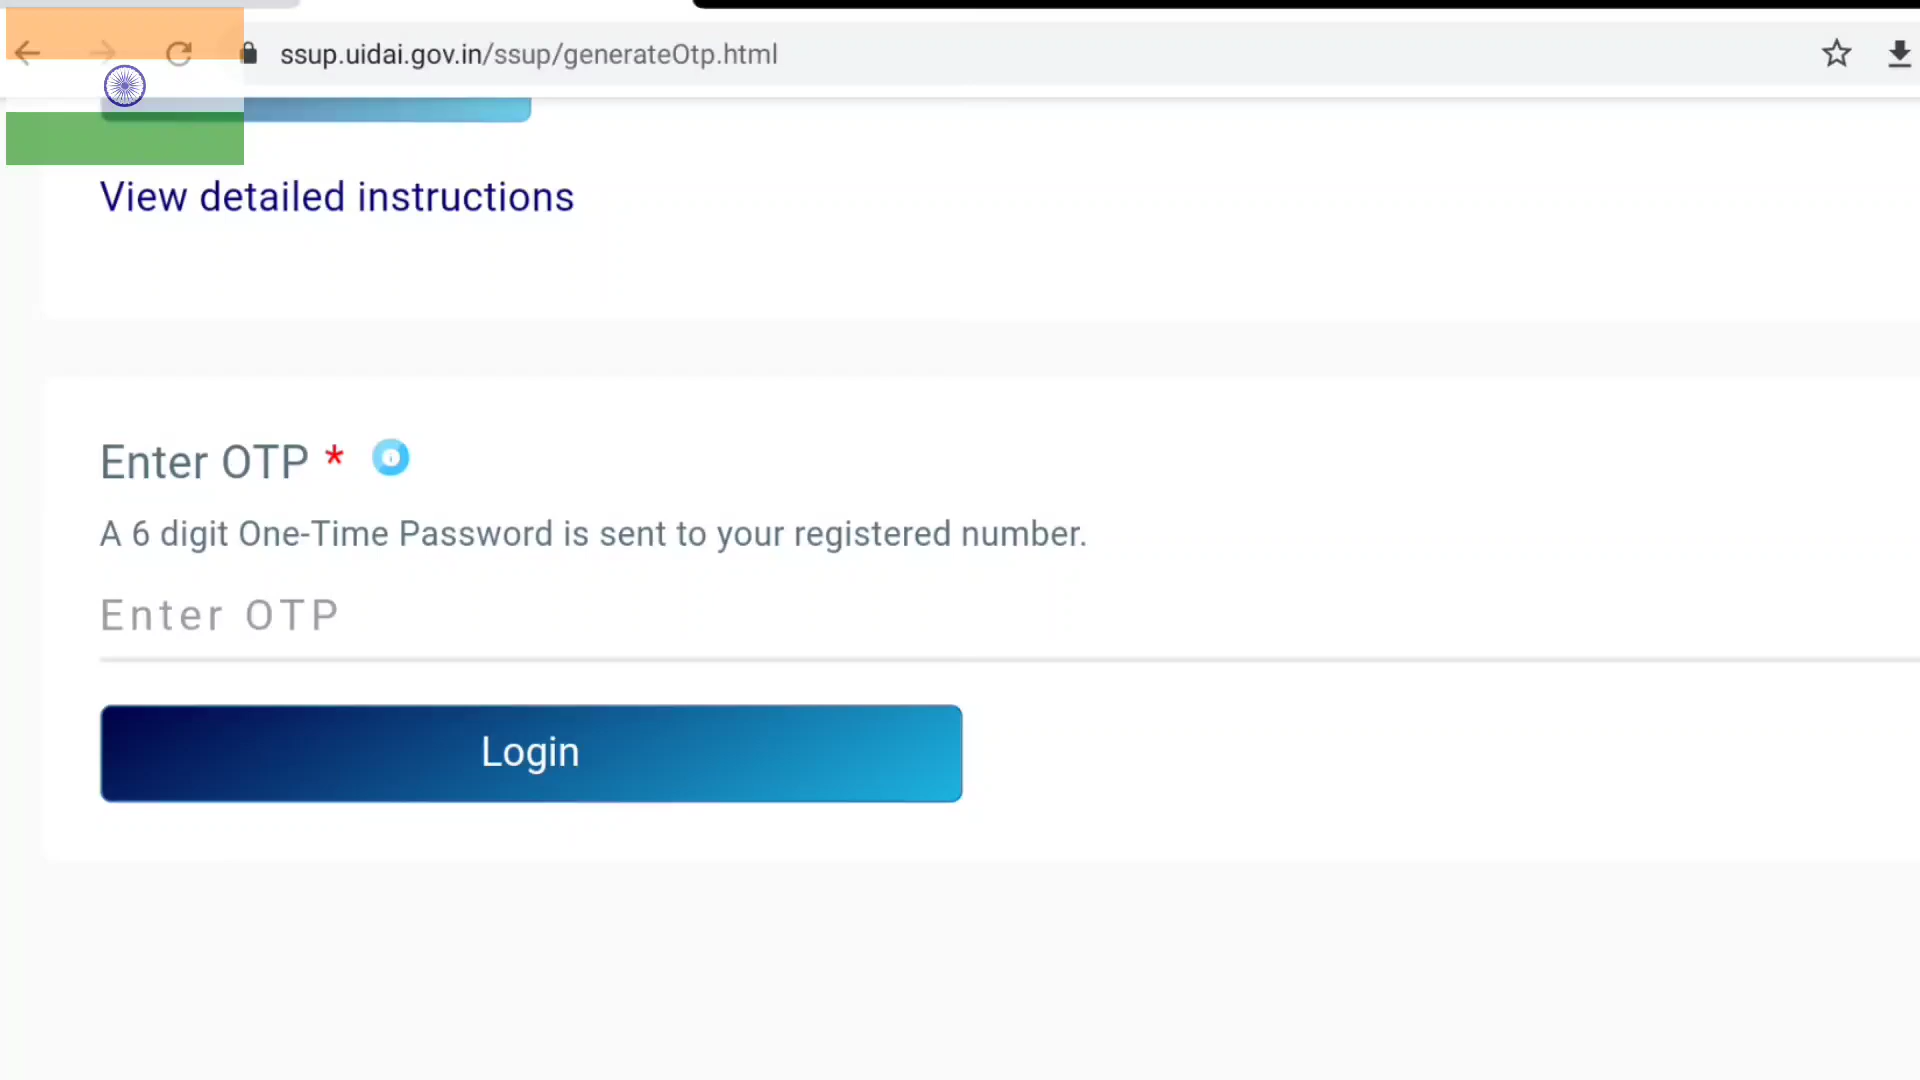 ssup.uidai.gov.in/ssup/generateOtp.html
View detailed instructions
Enter OTP *
A 6 digit One-Time Password is sent to your registered number.
Enter OTP
Login